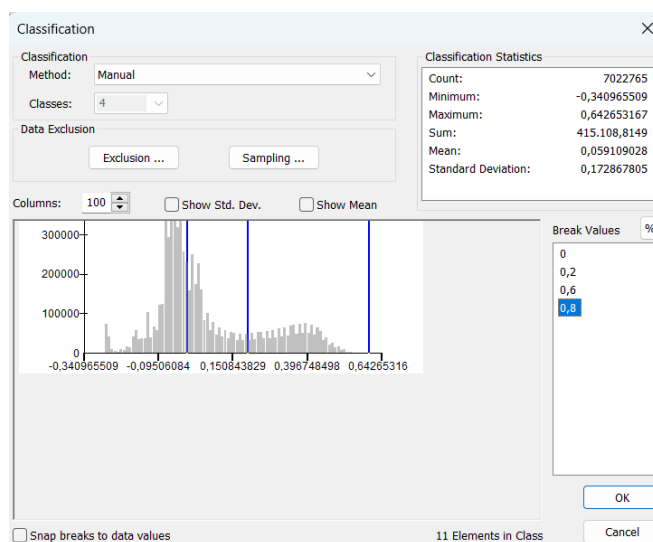 Classification
Classification
Method: Manual
Classes: 4
Data Exclusion
Exclusion ...
Sampling ...
Classification Statistics
Count: 7022765
Minimum: -0,340965509
Maximum: 0,642653167
Sum: 415.108,8149
Mean: 0,059109028
Standard Deviation: 0,172867805
Columns: 100
Show Std. Dev.
Show Mean
Break Values %
0
0,2
0,6
0,8
300000
200000
100000
0
-0,340965509 -0,09506084 0,150843829 0,396748498 0,64265316
OK
Cancel
Snap breaks to data values
11 Elements in Class